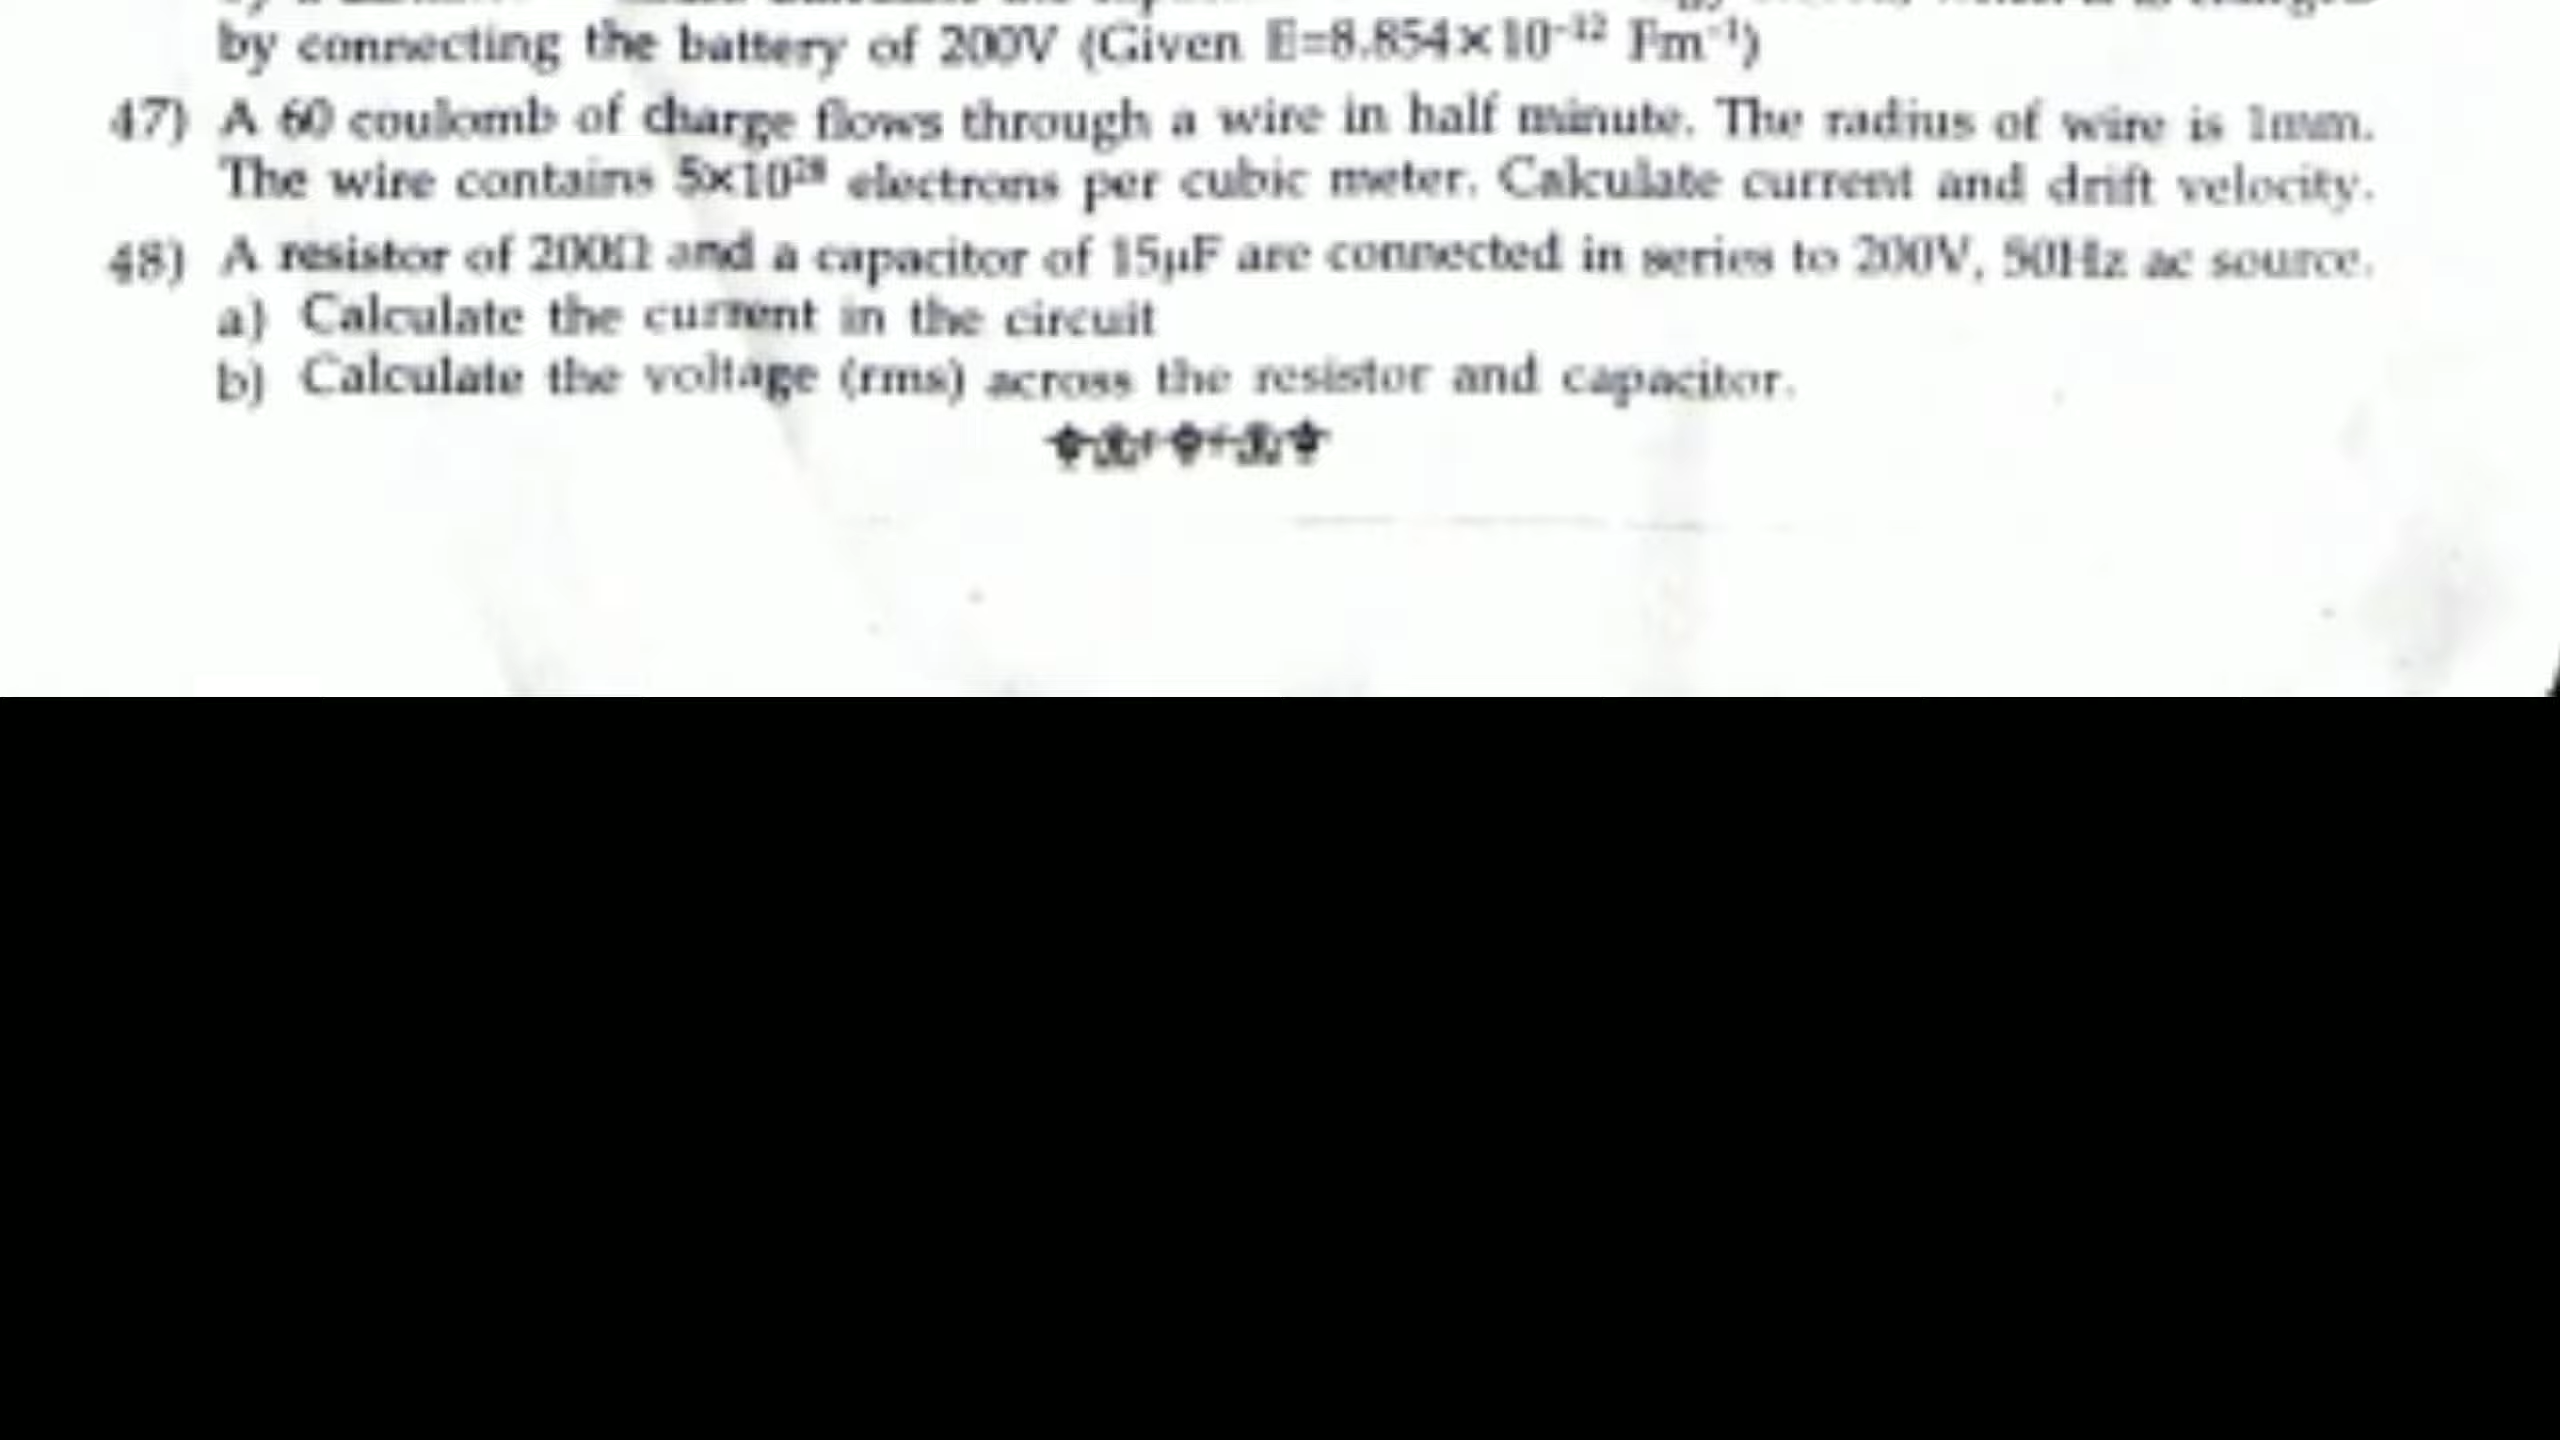 by connecting the battery of 200V (Given E=8.854×10⁻¹² Fm⁻¹)
47) A 60 coulomb of charge flows through a wire in half minute. The radius of wire is 1mm.
The wire contains 5×10²⁸ electrons per cubic meter. Calculate current and drift velocity.
48) A resistor of 200Ω and a capacitor of 15μF are connected in series to 200V, 50Hz ac source.
a) Calculate the current in the circuit
b) Calculate the voltage (rms) across the resistor and capacitor.